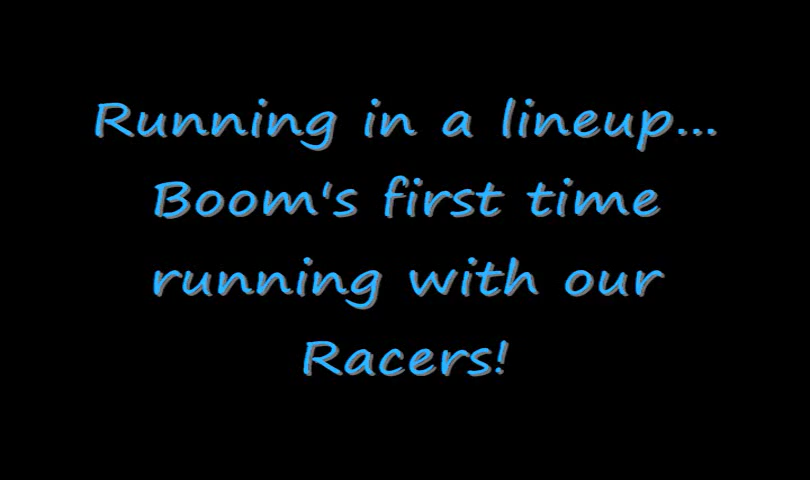 Running in a lineup...
Boom's first time
running with our
Racers!